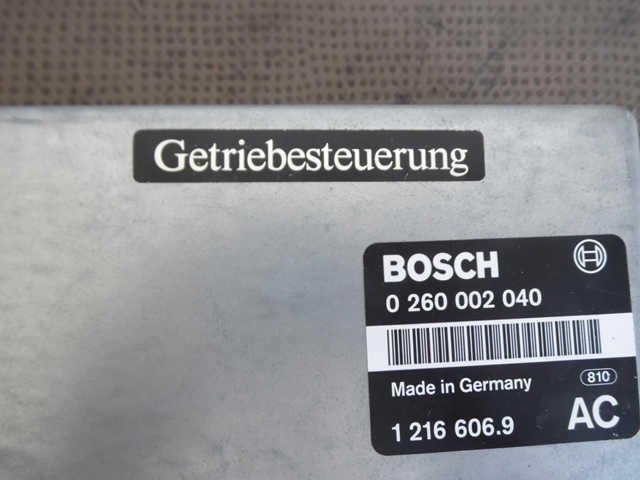 Getriebesteuerung
BOSCH
0 260 002 040
Made in Germany
810
1 216 606.9
AC